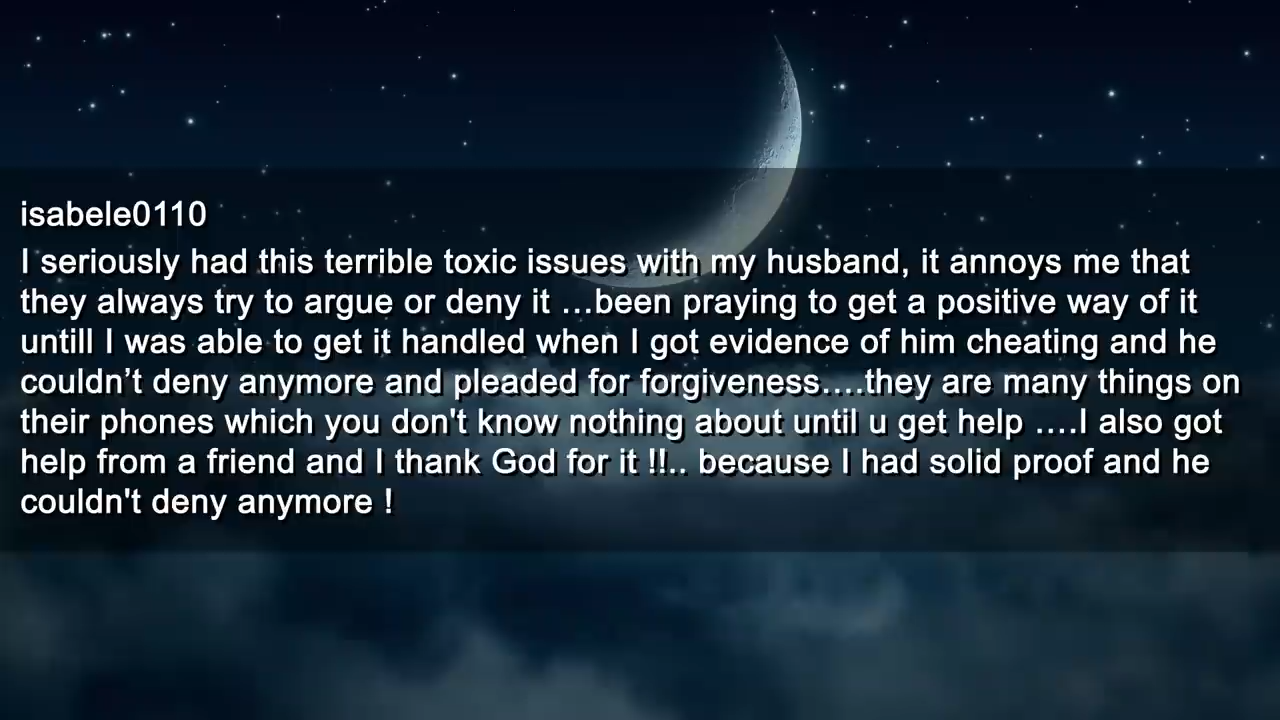 isabele0110
I seriously had this terrible toxic issues with my husband, it annoys me that
they always try to argue or deny it ...been praying to get a positive way of it
untill I was able to get it handled when I got evidence of him cheating and he
couldn’t deny anymore and pleaded for forgiveness....they are many things on
their phones which you don't know nothing about until u get help ....I also got
help from a friend and I thank God for it !!.. because I had solid proof and he
couldn't deny anymore !